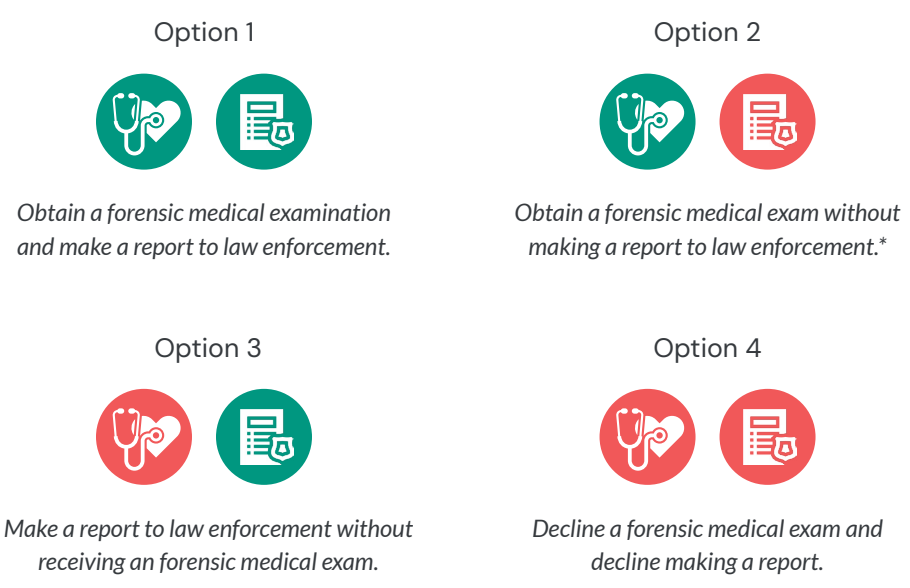 Option 1
Obtain a forensic medical examination
and make a report to law enforcement.
Option 2
Obtain a forensic medical exam without
making a report to law enforcement.*
Option 3
Make a report to law enforcement without
receiving an forensic medical exam.
Option 4
Decline a forensic medical exam and
decline making a report.